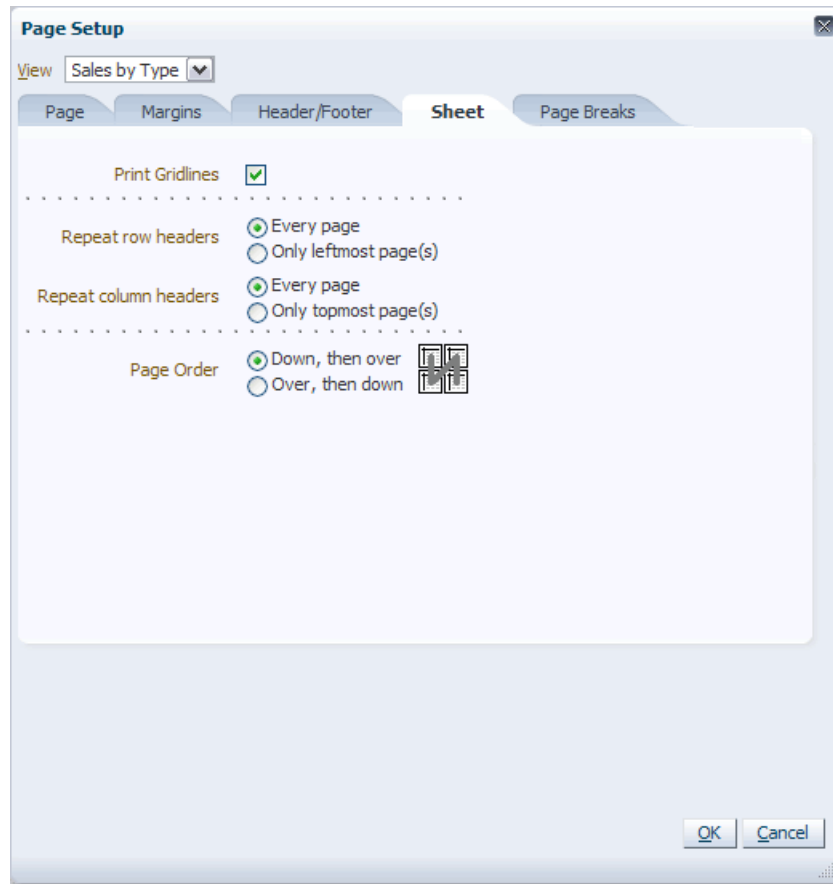 Page Setup
View Sales by Type
Page Margins Header/Footer Sheet Page Breaks
Print Gridlines
Repeat row headers Every page
Only leftmost page(s)
Repeat column headers Every page
Only topmost page(s)
Page Order Down, then over
Over, then down
OK Cancel